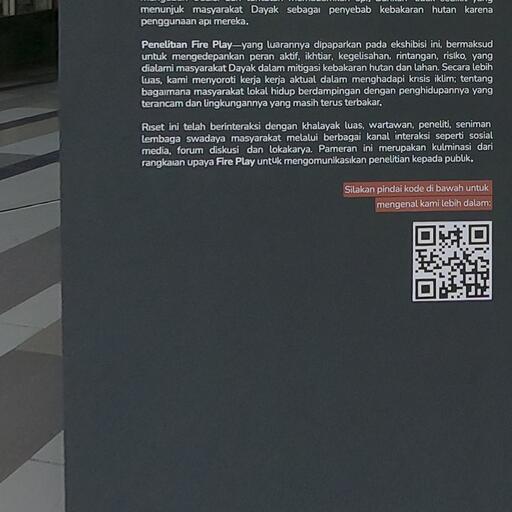 menunjuk masyarakat Dayak sebagai penyebab kebakaran hutan karena
penggunaan api mereka.
Penelitian Fire Play—yang luarannya dipaparkan pada ekshibisi ini, bermaksud
untuk mengedepankan peran aktif, ikhtiar, kegelisahan, rintangan, risiko, yang
dialami masyarakat Dayak dalam mitigasi kebakaran hutan dan lahan. Secara lebih
luas, kami menyoroti kerja kerja aktual dalam menghadapi krisis iklim; tentang
bagaimana masyarakat lokal hidup berdampingan dengan penghidupannya yang
terancam dan lingkungannya yang masih terus terbakar.
Riset ini telah berinteraksi dengan khalayak luas, wartawan, peneliti, seniman
lembaga swadaya masyarakat melalui berbagai kanal interaksi seperti sosial
media, forum diskusi dan lokakarya. Pameran ini merupakan kulminasi dari
rangkaian upaya Fire Play untuk mengomunikasikan penelitian kepada publik.
Silakan pindai kode di bawah untuk
mengenal kami lebih dalam: